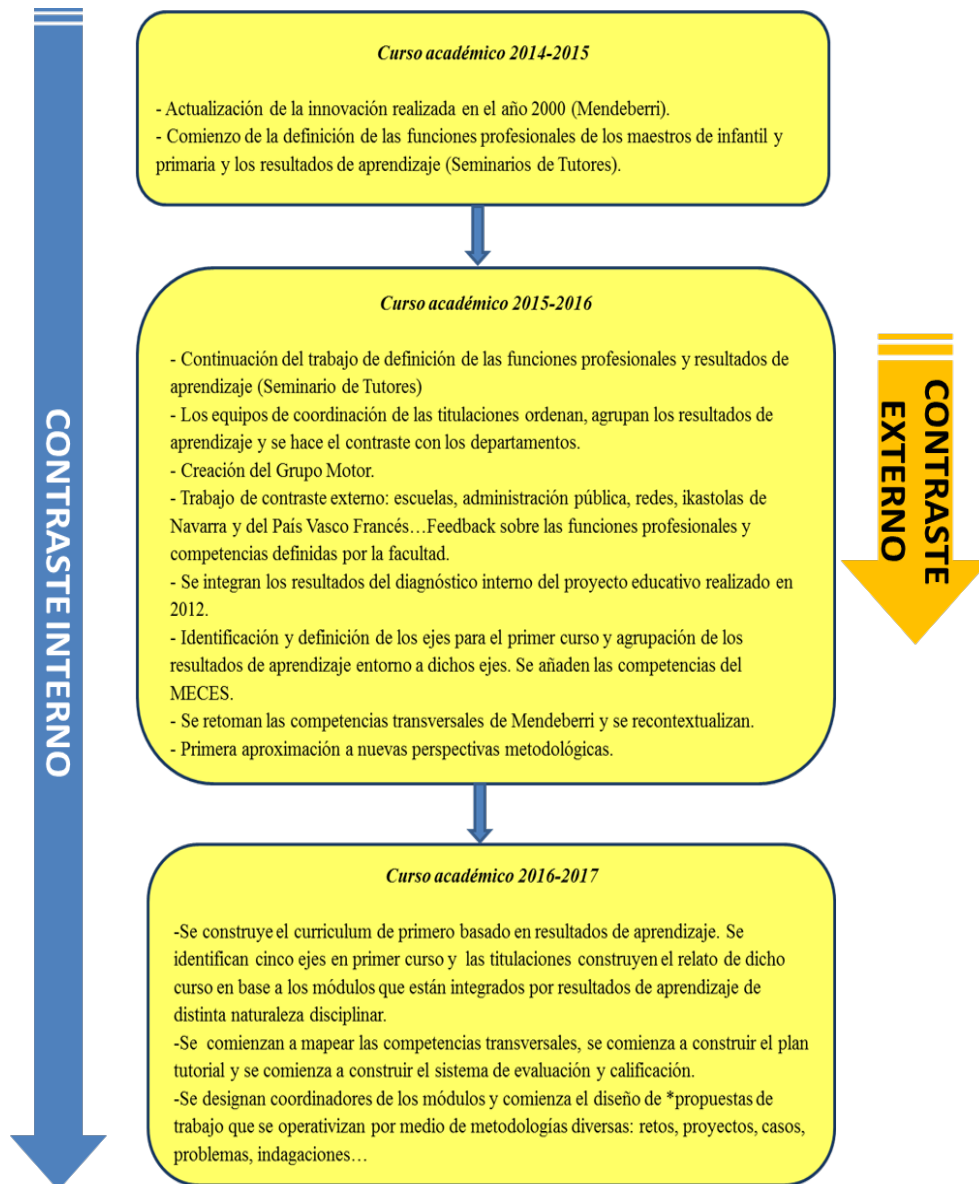 Curso académico 2014-2015
- Actualización de la innovación realizada en el año 2000 (Mendeberri).
- Comienzo de la definición de las funciones profesionales de los maestros de infantil y
primaria y los resultados de aprendizaje (Seminarios de Tutores).
Curso académico 2015-2016
- Continuación del trabajo de definición de las funciones profesionales y resultados de
aprendizaje (Seminario de Tutores)
- Los equipos de coordinación de las titulaciones ordenan, agrupan los resultados de
aprendizaje y se hace el contraste con los departamentos.
- Creación del Grupo Motor.
- Trabajo de contraste externo: escuelas, administración pública, redes, ikastolas de
Navarra y del País Vasco Francés…Feedback sobre las funciones profesionales y
competencias definidas por la facultad.
- Se integran los resultados del diagnóstico interno del proyecto educativo realizado en
2012.
- Identificación y definición de los ejes para el primer curso y agrupación de los
resultados de aprendizaje entorno a dichos ejes. Se añaden las competencias del
MECES.
- Se retoman las competencias transversales de Mendeberri y se recontextualizan.
- Primera aproximación a nuevas perspectivas metodológicas.
Curso académico 2016-2017
-Se construye el curriculum de primero basado en resultados de aprendizaje. Se
identifican cinco ejes en primer curso y las titulaciones construyen el relato de dicho
curso en base a los módulos que están integrados por resultados de aprendizaje de
distinta naturaleza disciplinar.
-Se comienzan a mapear las competencias transversales, se comienza a construir el plan
tutorial y se comienza a construir el sistema de evaluación y calificación.
-Se designan coordinadores de los módulos y comienza el diseño de *propuestas de
trabajo que se operativizan por medio de metodologías diversas: retos, proyectos, casos,
problemas, indagaciones…
CONTRASTE INTERNO
CONTRASTE
EXTERNO